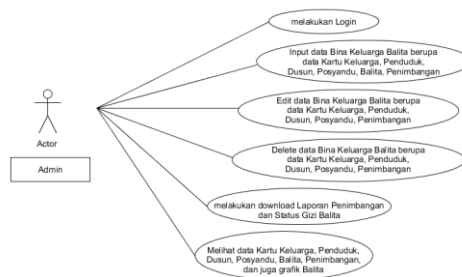 melakukan Login
Input data Bina Keluarga Balita berupa
data Kartu Keluarga, Penduduk,
Dusun, Posyandu, Balita, Penimbangan
Edit data Bina Keluarga Balita berupa
data Kartu Keluarga, Penduduk,
Dusun, Posyandu, Penimbangan
Actor
Admin
Delete data Bina Keluarga Balita berupa
data Kartu Keluarga, Penduduk,
Dusun, Posyandu, Penimbangan
melakukan download Laporan Penimbangan
dan Status Gizi Balita
Melihat data Kartu Keluarga, Penduduk,
Dusun, Posyandu, Balita, Penimbangan,
dan juga grafik Balita